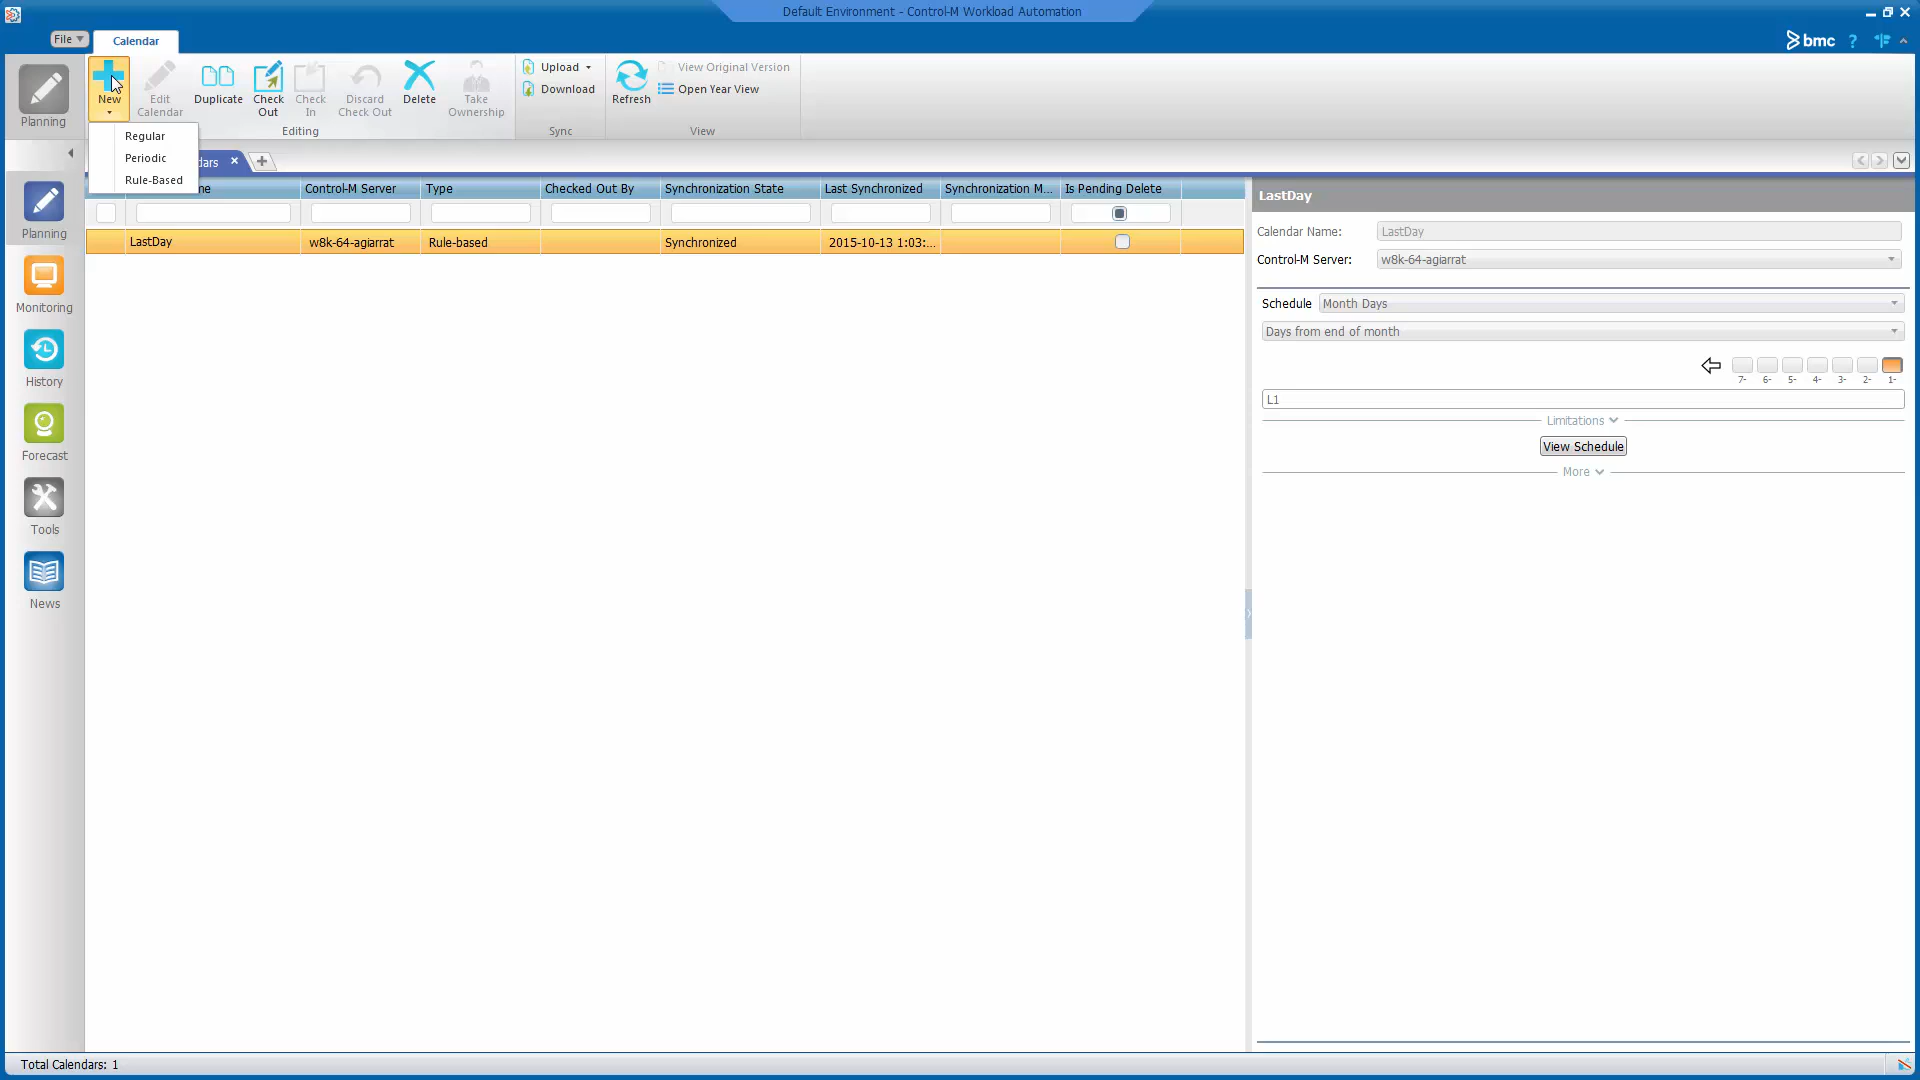 Default Environment - Control-M Workload Automation
File
Calendar
bmc
?
Planning
New
Edit Calendar
Duplicate
Check Out
Check In
Discard Check Out
Delete
Take Ownership
Editing
Upload
Download
Sync
Refresh
View Original Version
Open Year View
View
Regular
Periodic
Rule-Based
dars
me
Control-M Server
Type
Checked Out By
Synchronization State
Last Synchronized
Synchronization M...
Is Pending Delete
LastDay
w8k-64-agiarrat
Rule-based
Synchronized
2015-10-13 1:03:...
Planning
Monitoring
History
Forecast
Tools
News
LastDay
Calendar Name:
LastDay
Control-M Server:
w8k-64-agiarrat
Schedule
Month Days
Days from end of month
7-
6-
5-
4-
3-
2-
1-
L1
Limitations
View Schedule
More
Total Calendars: 1